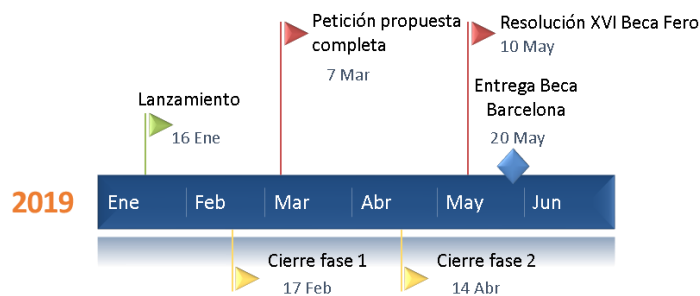 Petición propuesta
completa
7 Mar
Resolución XVI Beca Fero
10 May
Lanzamiento
16 Ene
Entrega Beca
Barcelona
20 May
2019
Ene Feb Mar Abr May Jun
Cierre fase 1
17 Feb
Cierre fase 2
14 Abr